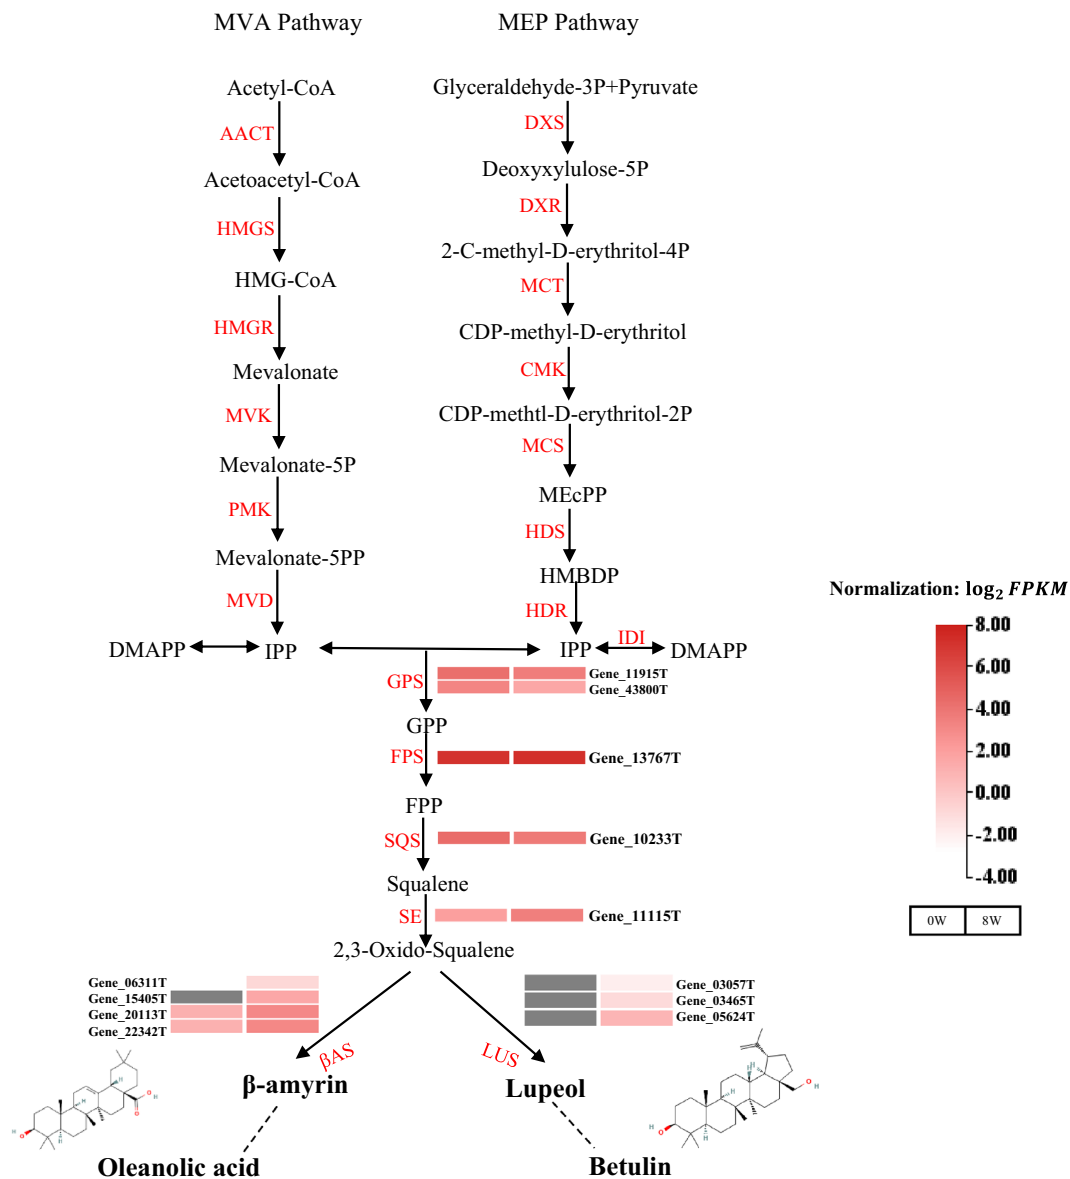 MVA Pathway
MEP Pathway
Acetyl-CoA
AACT
Acetoacetyl-CoA
HMGS
HMG-CoA
HMGR
Mevalonate
MVK
Mevalonate-5P
PMK
Mevalonate-5PP
MVD
DMAPP
IPP
Glyceraldehyde-3P+Pyruvate
DXS
Deoxyxylulose-5P
DXR
2-C-methyl-D-erythritol-4P
MCT
CDP-methyl-D-erythritol
CMK
CDP-methtl-D-erythritol-2P
MCS
MEcPP
HDS
HMBDP
HDR
IPP
IDI
DMAPP
GPS
Gene_11915T
Gene_43800T
GPP
FPS
Gene_13767T
FPP
SQS
Gene_10233T
Squalene
SE
Gene_11115T
2,3-Oxido-Squalene
Gene_06311T
Gene_15405T
Gene_20113T
Gene_22342T
Gene_03057T
Gene_03465T
Gene_05624T
βAS
LUS
β-amyrin
Lupeol
Oleanolic acid
Betulin
H O
H
H
H
O
O H
H O
H
H
H
H
O H
Normalization: log₂ FPKM
8.00
6.00
4.00
2.00
0.00
-2.00
-4.00
0W 8W